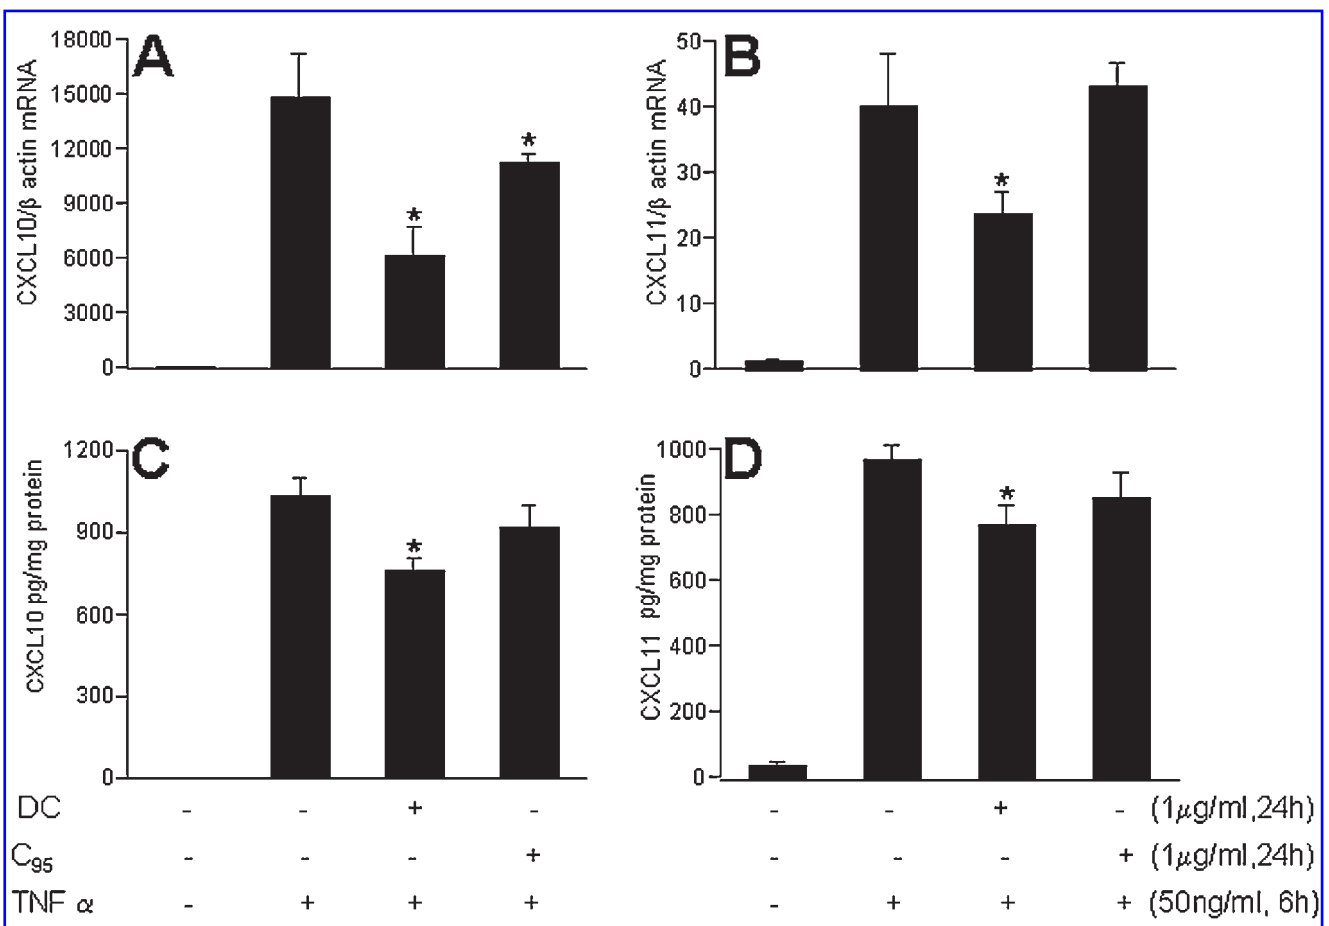 A
CXCL10/β actin mRNA
18000
15000
12000
9000
6000
3000
0
*
*
B
CXCL11/β actin mRNA
50
40
30
20
10
0
*
C
CXCL10 pg/mg protein
1200
900
600
300
0
*
D
CXCL11 pg/mg protein
1000
800
600
400
200
0
*
DC - - + - - - + - (1μg/ml,24h)
C95 - - - + - - - + (1μg/ml,24h)
TNF α - + + + - + + + (50ng/ml, 6h)